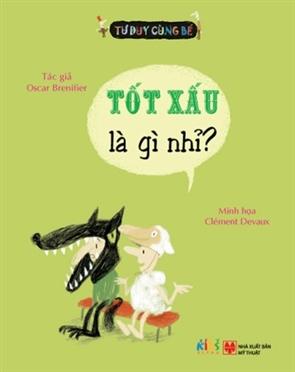 TƯ DUY CÙNG BÉ
Tác giả
Oscar Brenifier
TỐT XẤU
là gì nhỉ?
Minh họa
Clément Devaux
NHÀ XUẤT BẢN
MỸ THUẬT